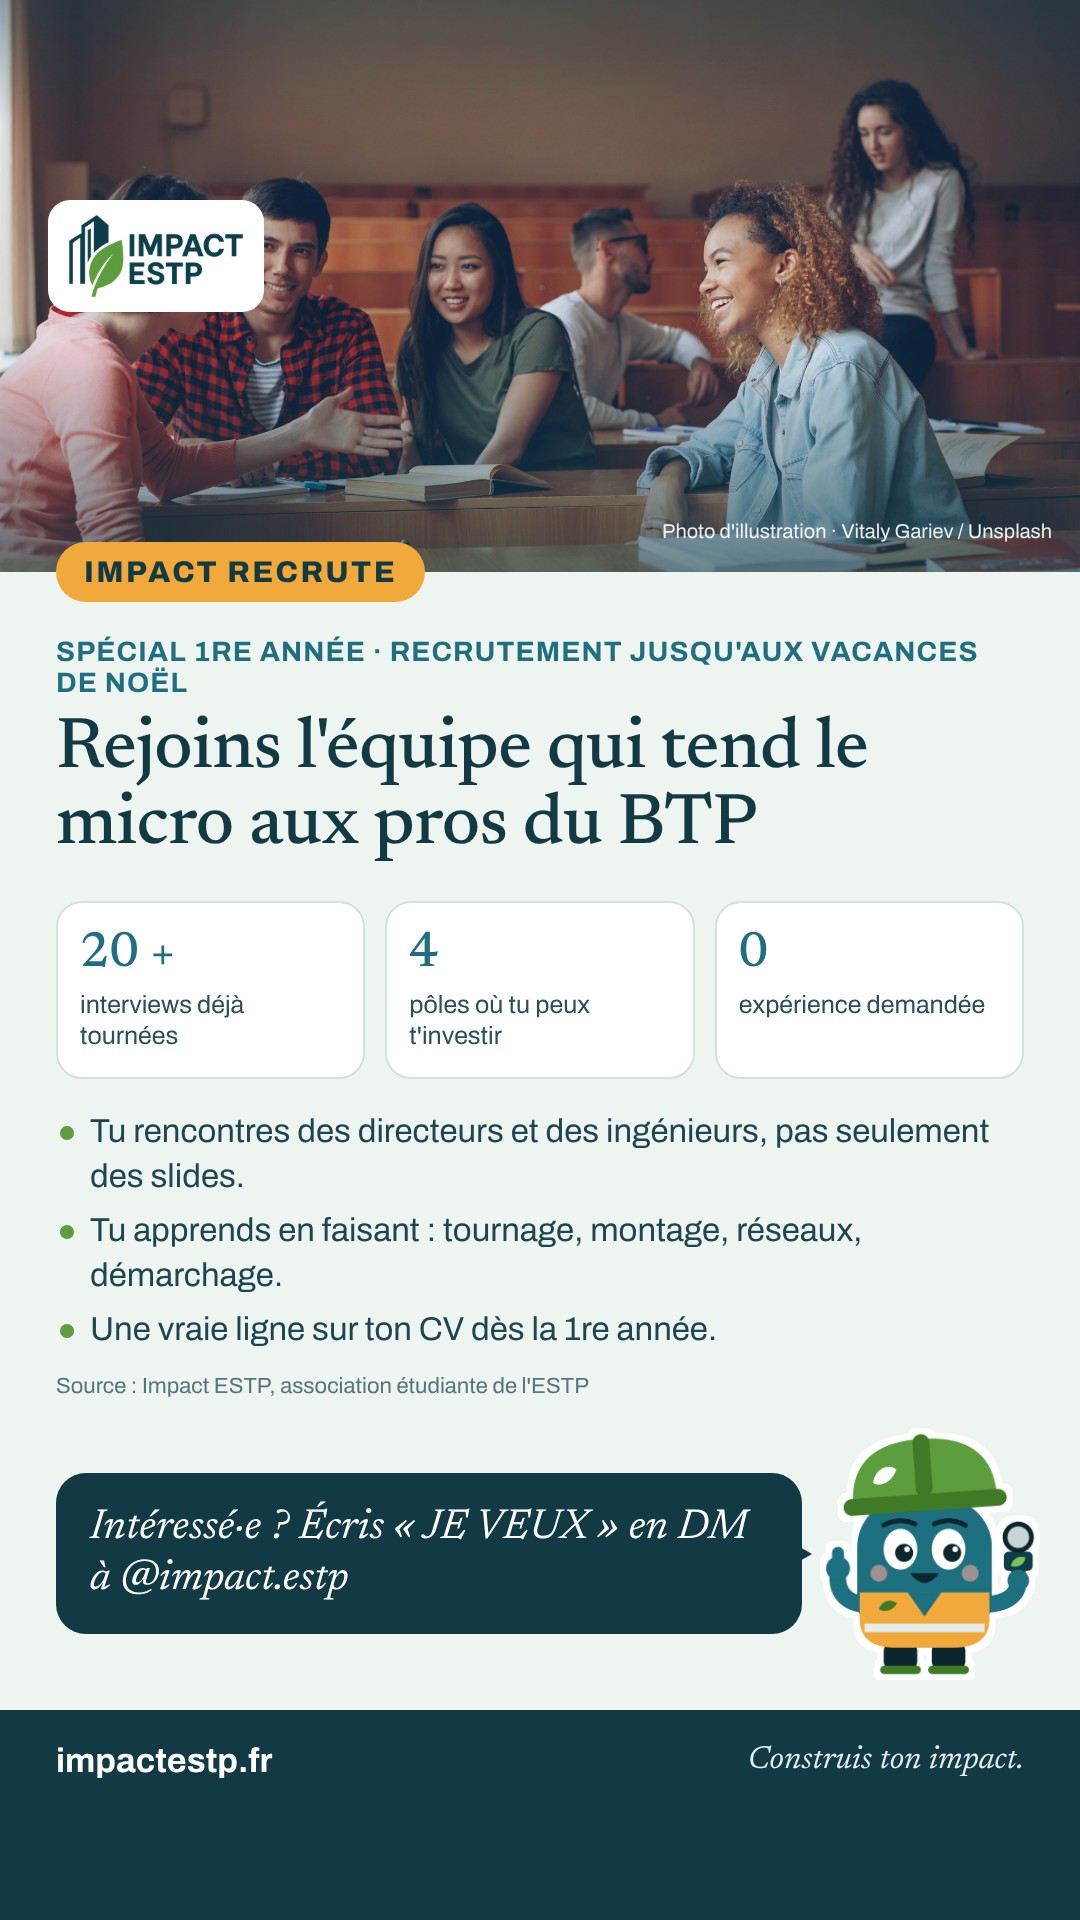 IMPACT
ESTP
Photo d'illustration · Vitaly Gariev / Unsplash
IMPACT RECRUTE
SPÉCIAL 1RE ANNÉE · RECRUTEMENT JUSQU'AUX VACANCES
DE NOËL
Rejoins l'équipe qui tend le
micro aux pros du BTP
20 +
interviews déjà
tournées
4
pôles où tu peux
t'investir
0
expérience demandée
Tu rencontres des directeurs et des ingénieurs, pas seulement
des slides.
Tu apprends en faisant : tournage, montage, réseaux,
démarchage.
Une vraie ligne sur ton CV dès la 1re année.
Source : Impact ESTP, association étudiante de l'ESTP
Intéressé·e ? Écris « JE VEUX » en DM
à @impact.estp
impactestp.fr
Construis ton impact.